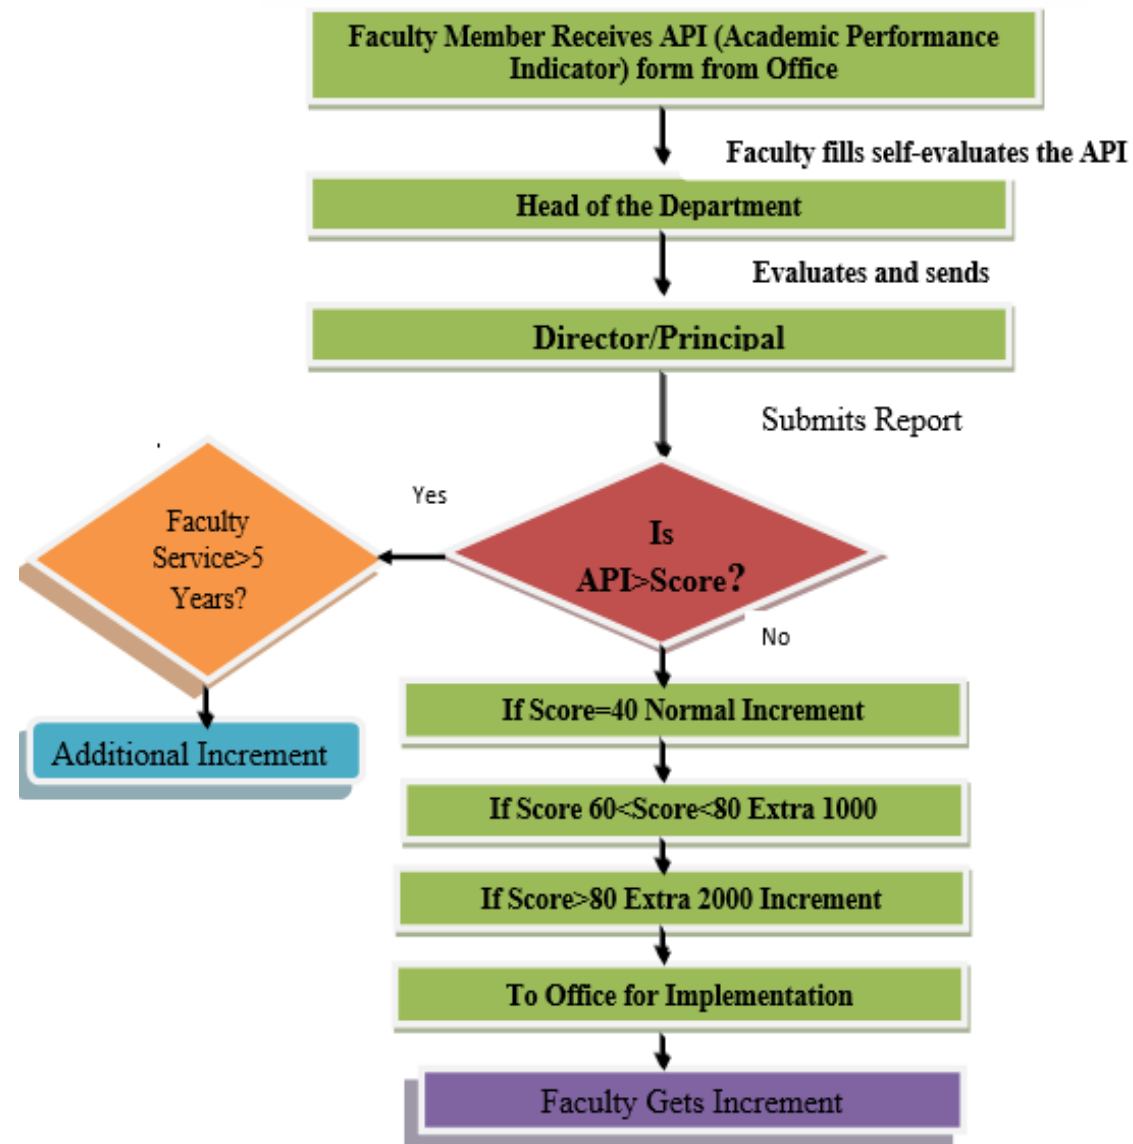 Faculty Member Receives API (Academic Performance
Indicator) form from Office
Faculty fills self-evaluates the API
Head of the Department
Evaluates and sends
Director/Principal
Submits Report
Yes
Faculty
Service>5
Years?
Is
API>Score?
No
If Score=40 Normal Increment
Additional Increment
If Score 60<Score<80 Extra 1000
If Score>80 Extra 2000 Increment
To Office for Implementation
Faculty Gets Increment